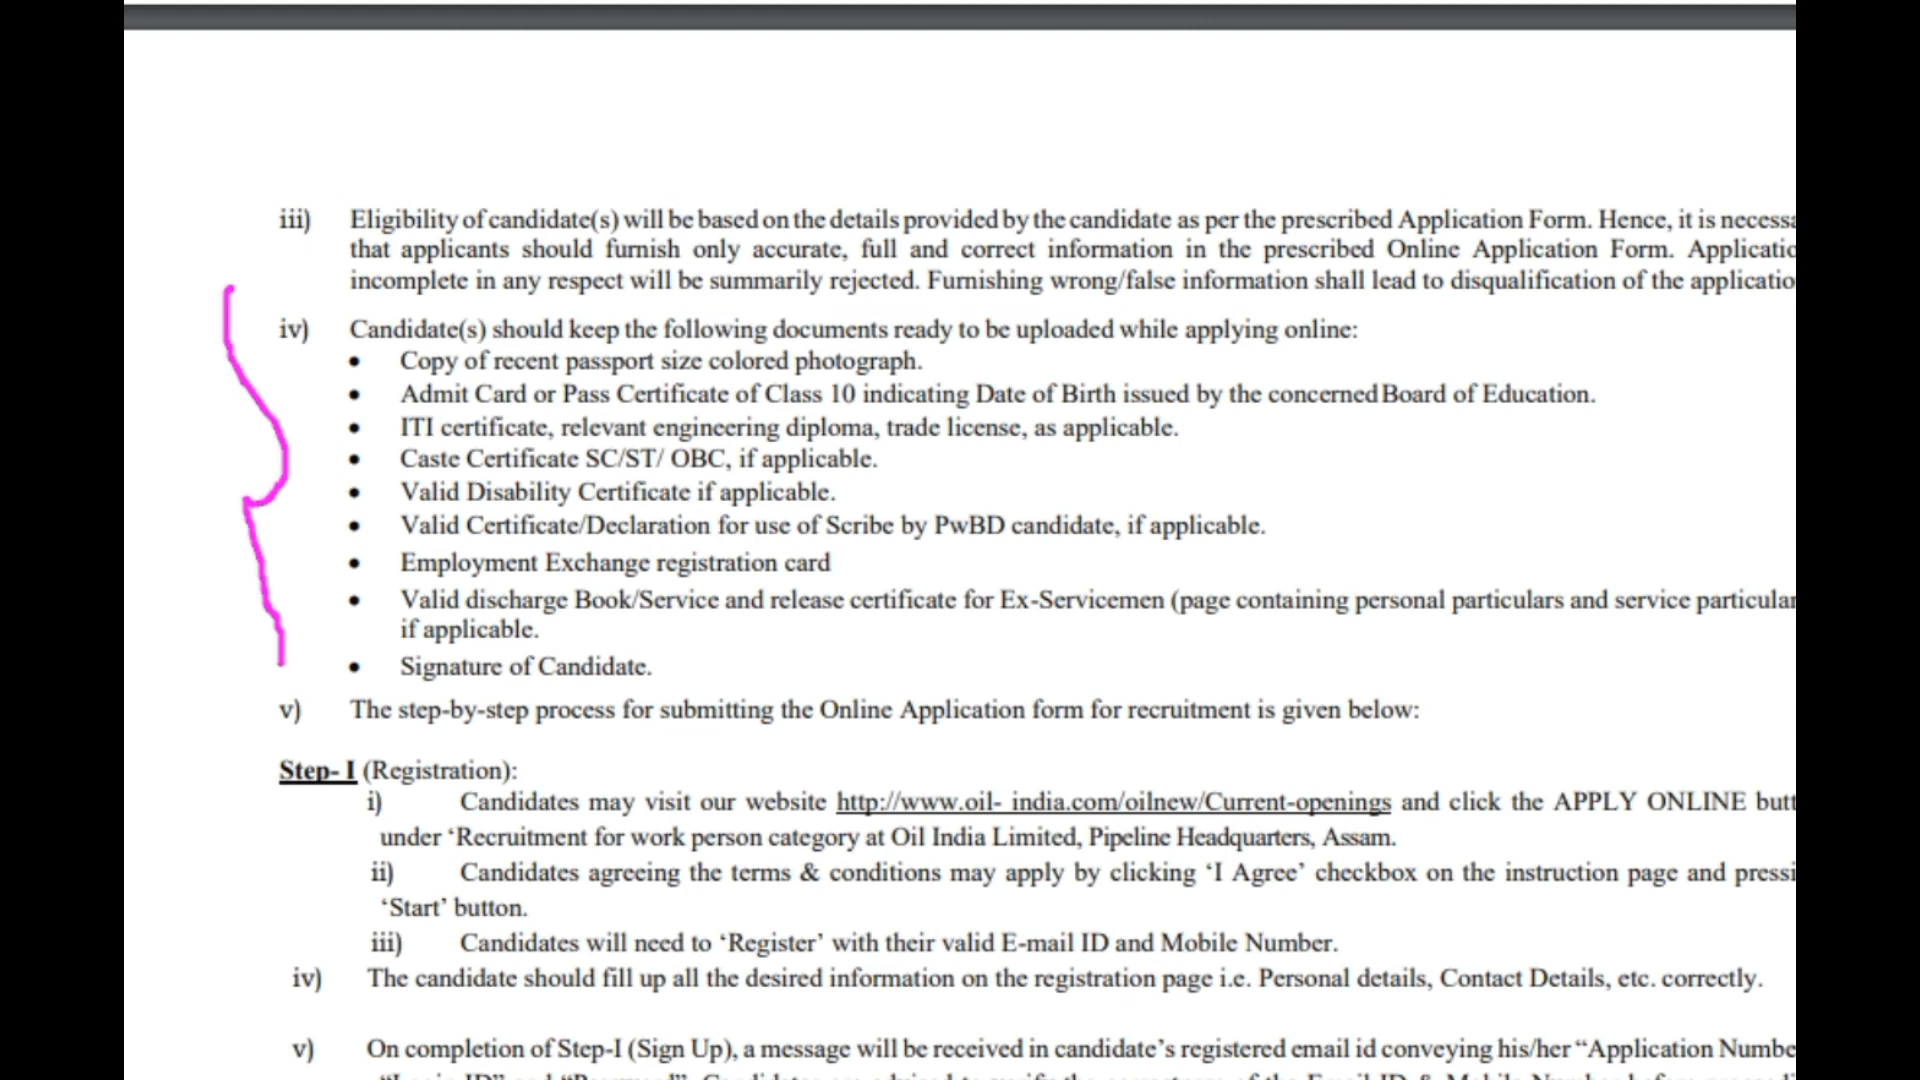 iii) Eligibility of candidate(s) will be based on the details provided by the candidate as per the prescribed Application Form. Hence, it is
that applicants should furnish only accurate, full and correct information in the prescribed Online Application Form.
incomplete in any respect will be summarily rejected. Furnishing wrong/false information shall lead to disqualification of the
iv) Candidate(s) should keep the following documents ready to be uploaded while applying online:
• Copy of recent passport size colored photograph.
• Admit Card or Pass Certificate of Class 10 indicating Date of Birth issued by the concerned Board of Education.
• ITI certificate, relevant engineering diploma, trade license, as applicable.
• Caste Certificate SC/ST/ OBC, if applicable.
• Valid Disability Certificate if applicable.
• Valid Certificate/Declaration for use of Scribe by PwBD candidate, if applicable.
• Employment Exchange registration card
• Valid discharge Book/Service and release certificate for Ex-Servicemen (page containing personal particulars and service
if applicable.
• Signature of Candidate.
v) The step-by-step process for submitting the Online Application form for recruitment is given below:
Step- I (Registration):
i) Candidates may visit our website http://www.oil- india.com/oilnew/Current-openings and click the APPLY ONLINE
under ‘Recruitment for work person category at Oil India Limited, Pipeline Headquarters, Assam.
ii) Candidates agreeing the terms & conditions may apply by clicking ‘I Agree’ checkbox on the instruction page and
‘Start’ button.
iii) Candidates will need to ‘Register’ with their valid E-mail ID and Mobile Number.
iv) The candidate should fill up all the desired information on the registration page i.e. Personal details, Contact Details, etc. correctly.
v) On completion of Step-I (Sign Up), a message will be received in candidate’s registered email id conveying his/her “Application